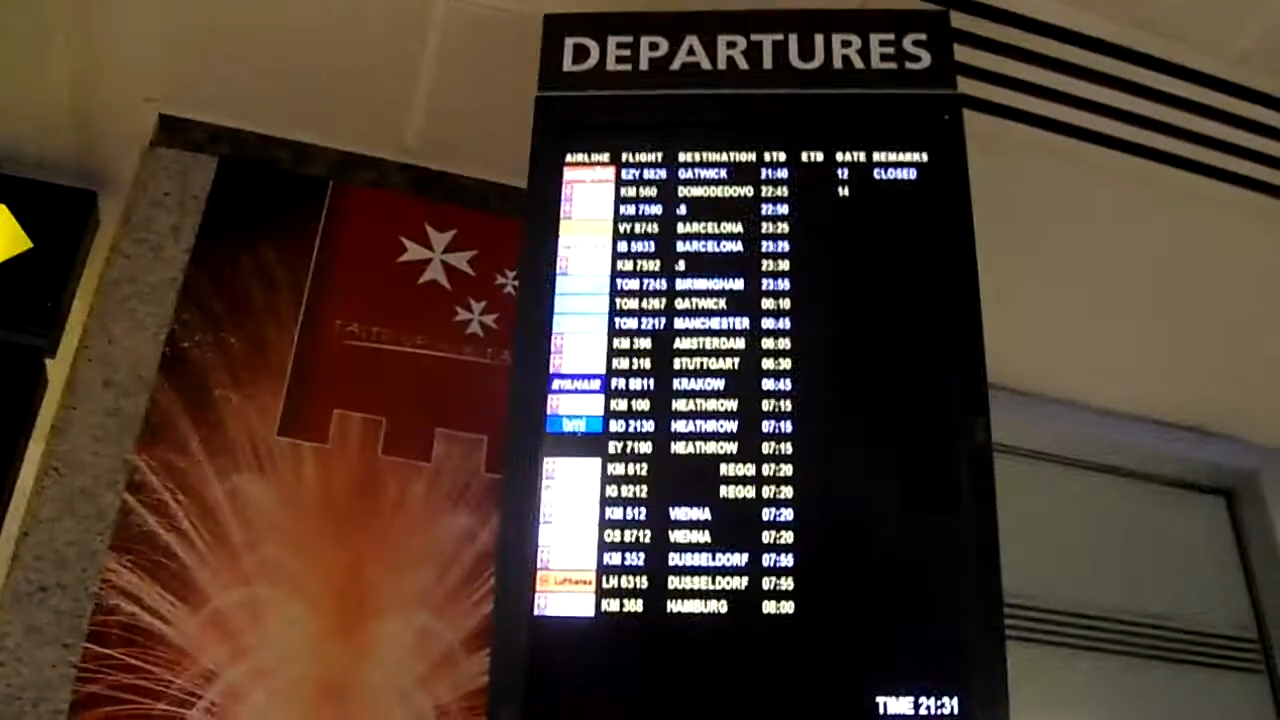 DEPARTURES
AIRLINE FLIGHT DESTINATION STD ETD GATE REMARKS
EZY 8826 GATWICK 21:40 12 CLOSED
KM 560 DOMODEDOVO 22:45 14
KM 7590 .S 22:50
VY 8745 BARCELONA 23:25
IB 5933 BARCELONA 23:25
KM 7592 .S 23:30
TOM 7245 BIRMINGHAM 23:55
TOM 4267 GATWICK 00:10
TOM 2217 MANCHESTER 00:45
KM 396 AMSTERDAM 06:05
KM 316 STUTTGART 06:30
RYANAIR FR 8811 KRAKOW 06:45
KM 100 HEATHROW 07:15
bmi BD 2130 HEATHROW 07:15
EY 7190 HEATHROW 07:15
KM 612 REGGI 07:20
IG 9212 REGGI 07:20
KM 512 VIENNA 07:20
OS 8712 VIENNA 07:20
KM 352 DUSSELDORF 07:55
Lufthansa LH 6315 DUSSELDORF 07:55
KM 368 HAMBURG 08:00
TIME 21:31